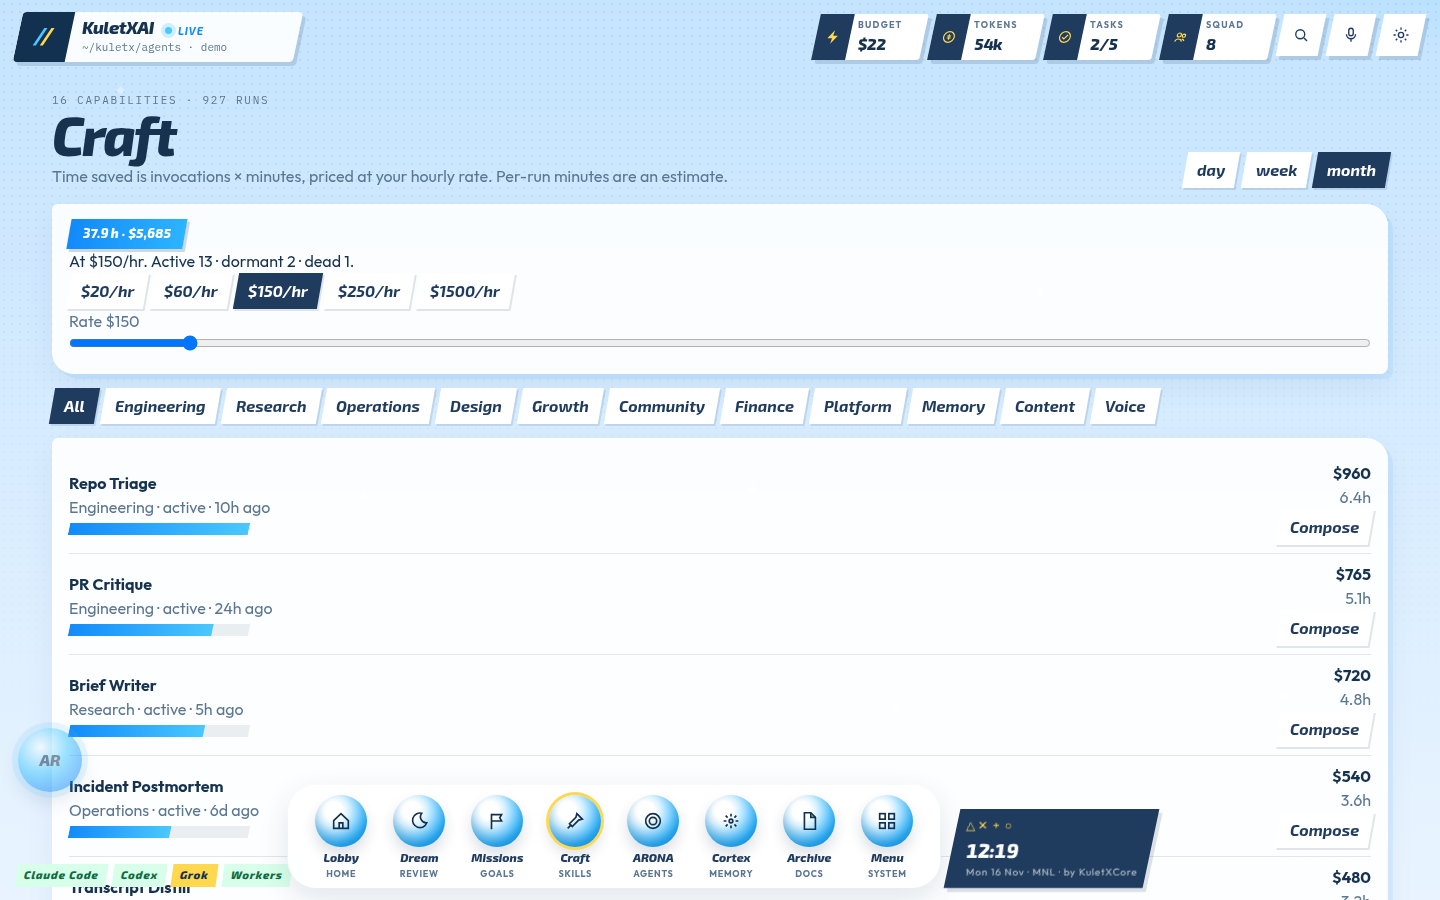 KuletXAI LIVE
~/kuletx/agents · demo
BUDGET
$22
TOKENS
54k
TASKS
2/5
SQUAD
8
16 CAPABILITIES · 927 RUNS
Craft
Time saved is invocations × minutes, priced at your hourly rate. Per-run minutes are an estimate.
day week month
37.9 h · $5,685
At $150/hr. Active 13 · dormant 2 · dead 1.
$20/hr $60/hr $150/hr $250/hr $1500/hr
Rate $150
All Engineering Research Operations Design Growth Community Finance Platform Memory Content Voice
Repo Triage
Engineering · active · 10h ago
$960
6.4h
Compose
PR Critique
Engineering · active · 24h ago
$765
5.1h
Compose
Brief Writer
Research · active · 5h ago
$720
4.8h
Compose
AR
Incident Postmortem
Operations · active · 6d ago
$540
3.6h
Compose
Transcript Distill
$480
3.2h
Claude Code Codex Grok Workers
Lobby
HOME
Dream
REVIEW
Missions
GOALS
Craft
SKILLS
ARONA
AGENTS
Cortex
MEMORY
Archive
DOCS
Menu
SYSTEM
12:19
Mon 16 Nov · MNL · by KuletXCore